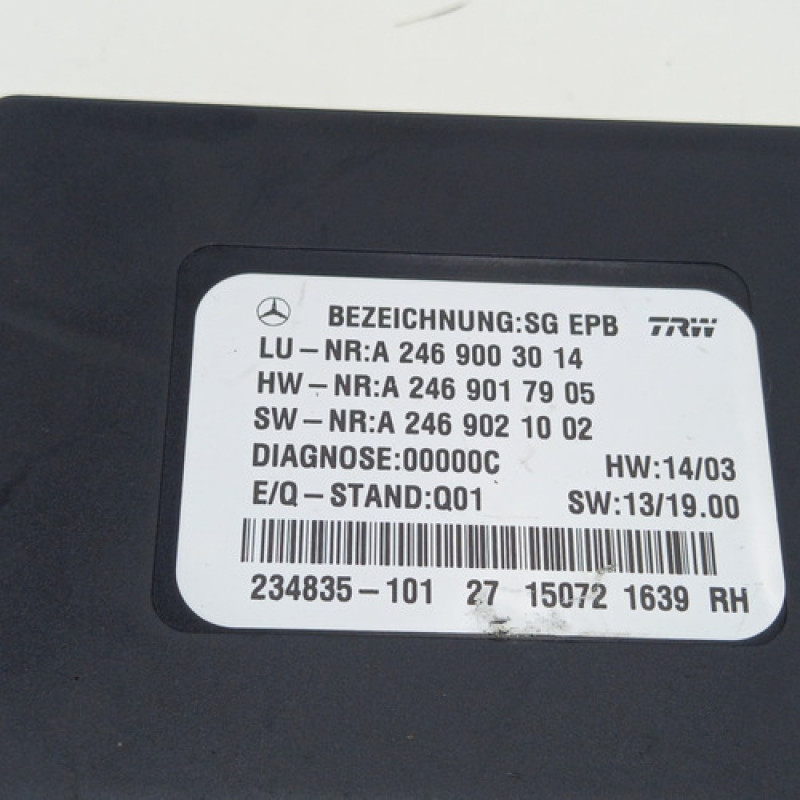 BEZEICHNUNG:SG EPB TRW
LU-NR:A 246 900 30 14
HW-NR:A 246 901 79 05
SW-NR:A 246 902 10 02
DIAGNOSE:00000C HW:14/03
E/Q-STAND:Q01 SW:13/19.00
234835-101 27 15072 1639 RH